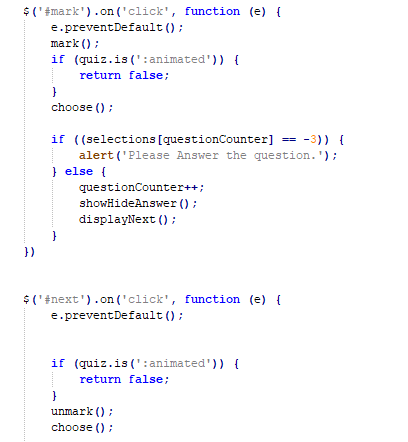 $('#mark').on('click', function (e) {
    e.preventDefault();
    mark();
    if (quiz.is(':animated')) {
        return false;
    }
    choose();

    if ((selections[questionCounter] == -3)) {
        alert('Please Answer the question.');
    } else {
        questionCounter++;
        showHideAnswer();
        displayNext();
    }
})


$('#next').on('click', function (e) {
    e.preventDefault();


    if (quiz.is(':animated')) {
        return false;
    }
    unmark();
    choose();